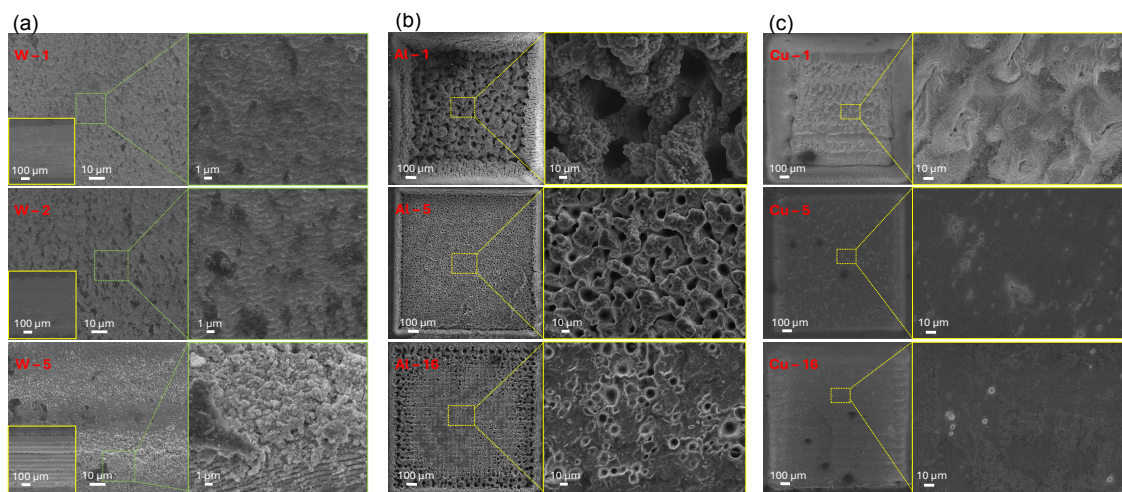 (a)
W – 1
100 µm
10 µm
1 µm
W – 2
100 µm
10 µm
1 µm
W – 5
100 µm
10 µm
1 µm
(b)
Al – 1
100 µm
10 µm
Al – 5
100 µm
10 µm
Al – 15
100 µm
10 µm
(c)
Cu – 1
100 µm
10 µm
Cu – 5
100 µm
10 µm
Cu – 15
100 µm
10 µm